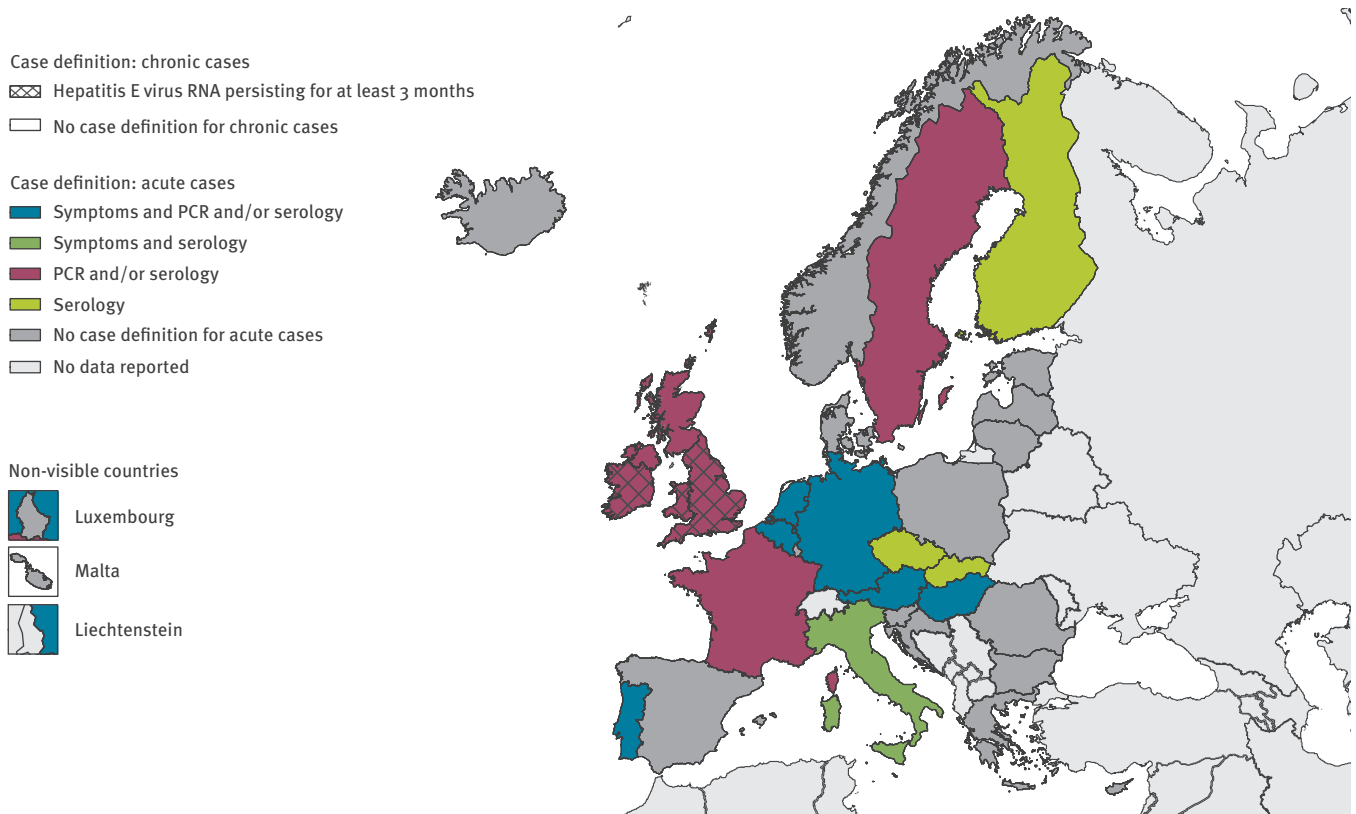 Case definition: chronic cases
Hepatitis E virus RNA persisting for at least 3 months
No case definition for chronic cases
Case definition: acute cases
Symptoms and PCR and/or serology
Symptoms and serology
PCR and/or serology
Serology
No case definition for acute cases
No data reported
Non-visible countries
Luxembourg
Malta
Liechtenstein